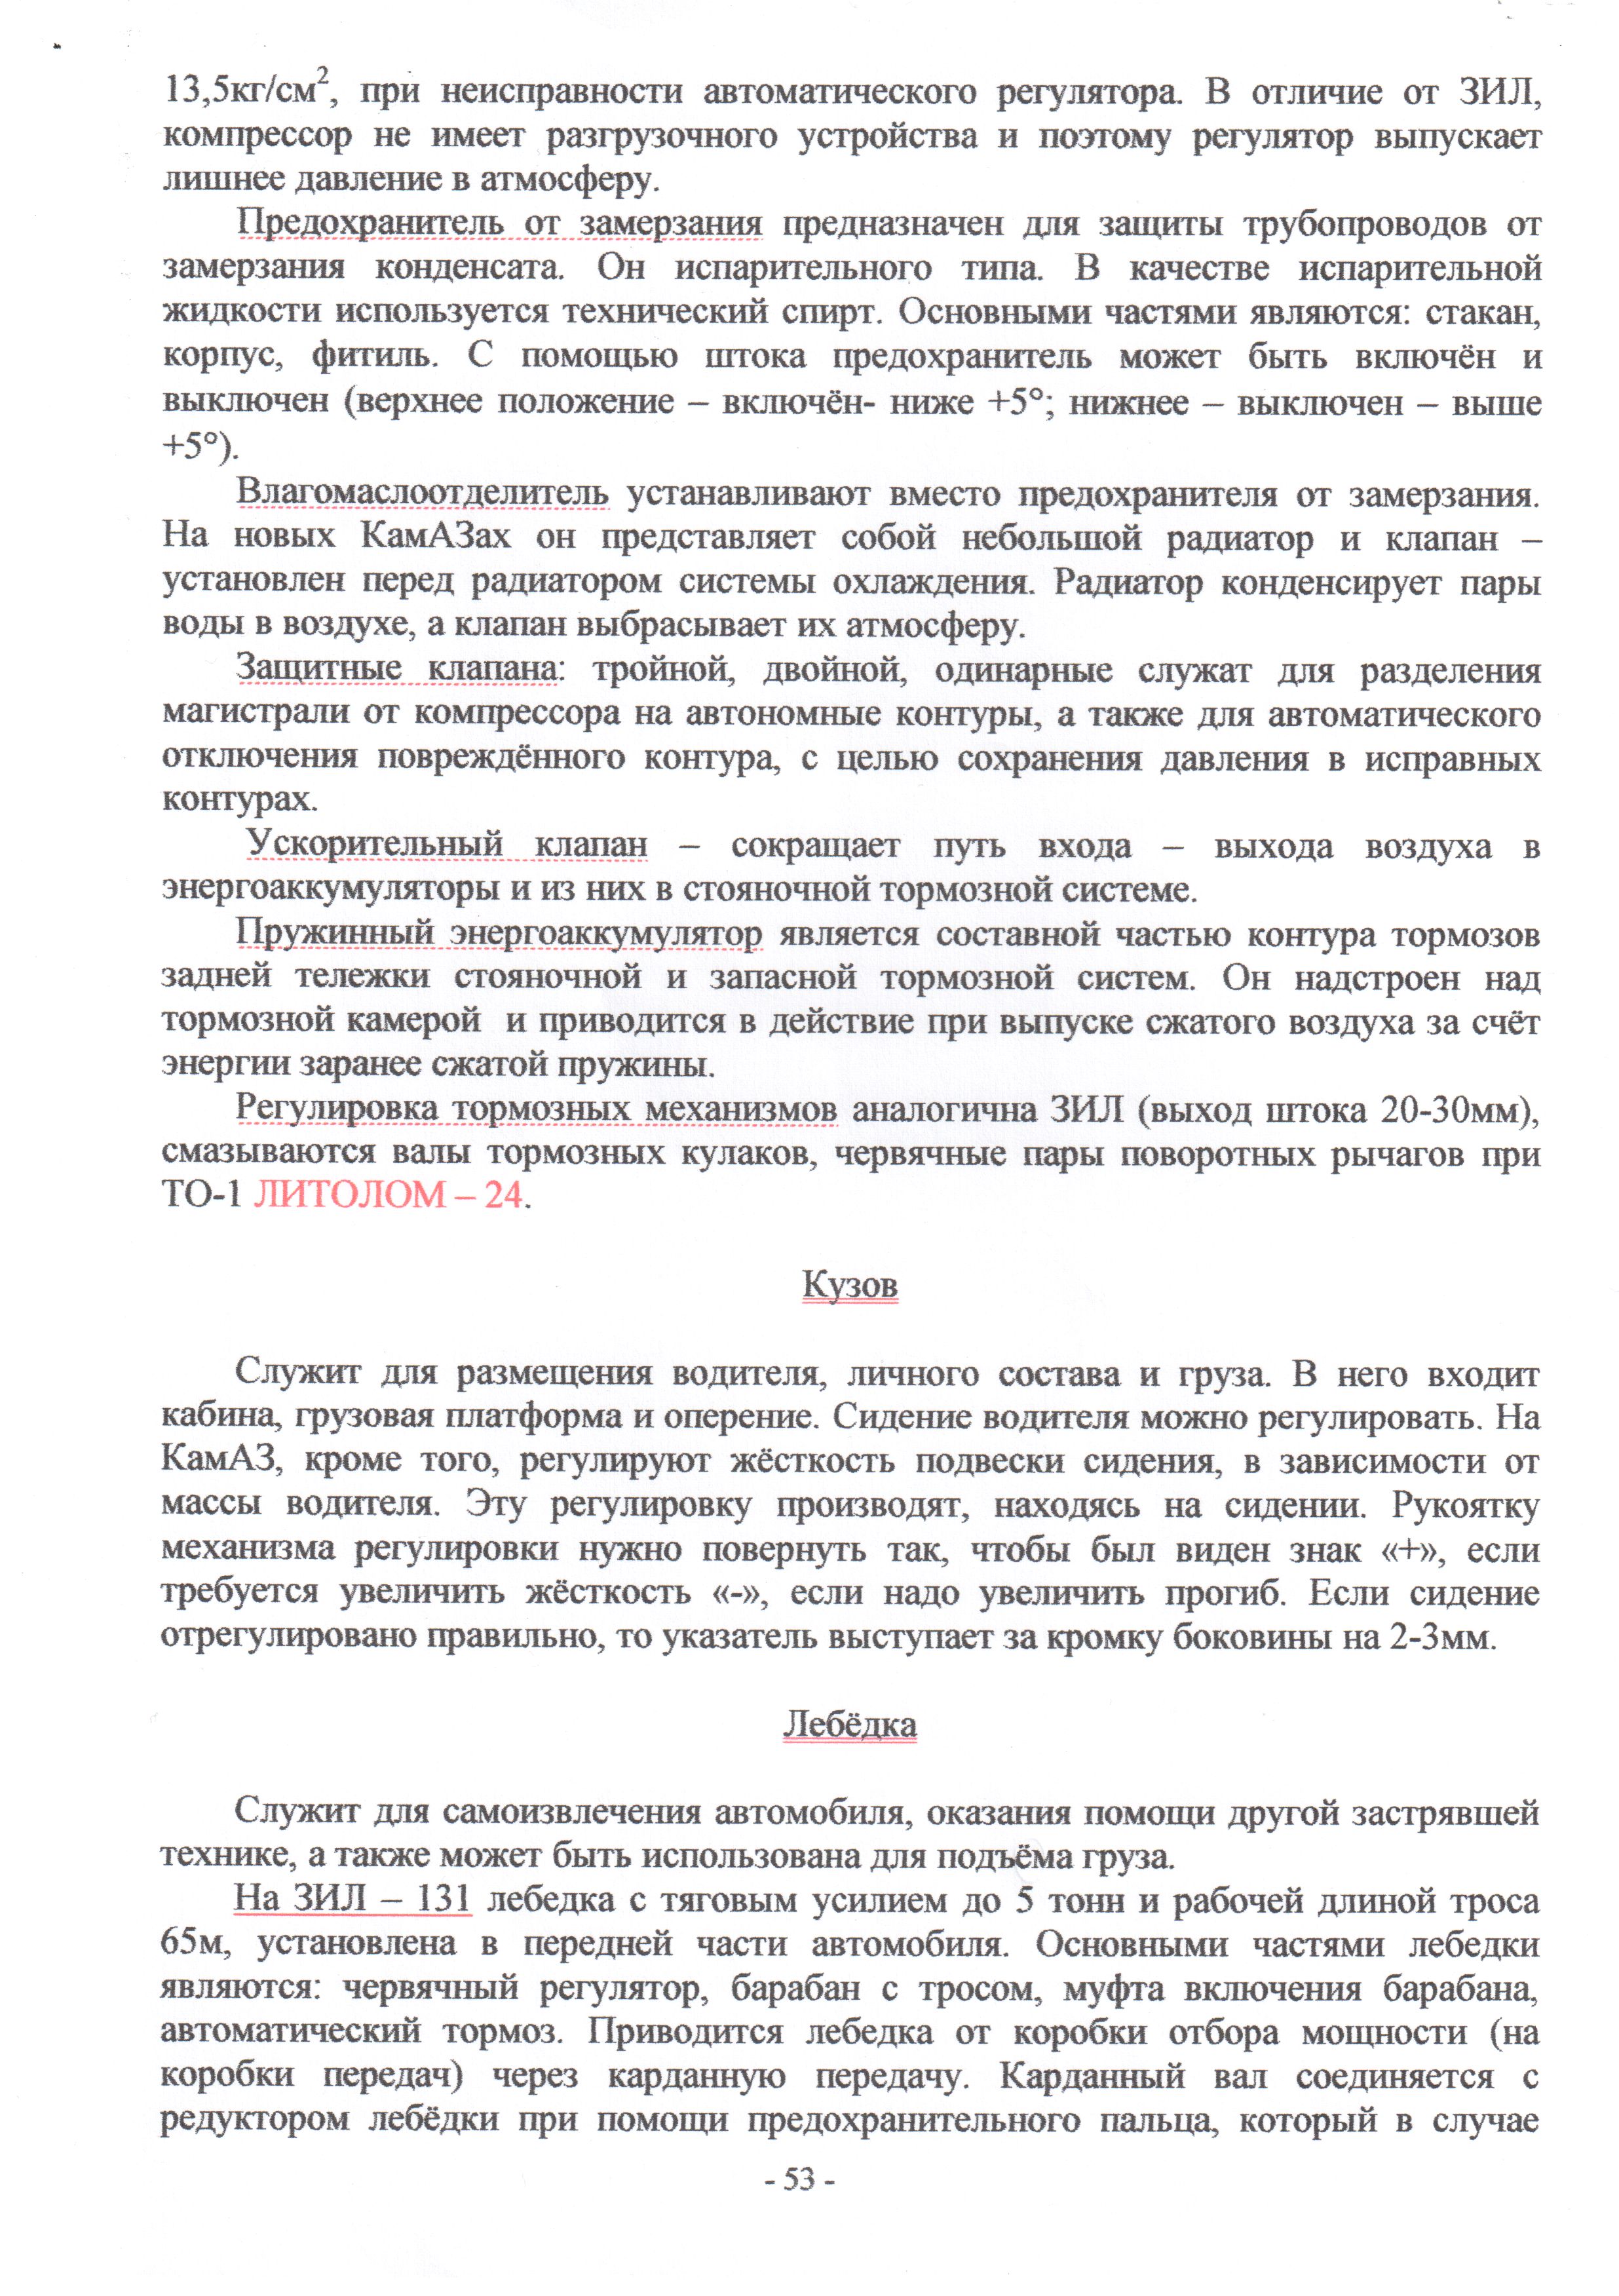 13,5кг/см², при неисправности автоматического регулятора. В отличие от ЗИЛ,
компрессор не имеет разгрузочного устройства и поэтому регулятор выпускает
лишнее давление в атмосферу.
Предохранитель от замерзания предназначен для защиты трубопроводов от
замерзания конденсата. Он испарительного типа. В качестве испарительной
жидкости используется технический спирт. Основными частями являются: стакан,
корпус, фитиль. С помощью штока предохранитель может быть включён и
выключен (верхнее положение – включён- ниже +5°; нижнее – выключен – выше
+5°).
Влагомаслоотделитель устанавливают вместо предохранителя от замерзания.
На новых КамАЗах он представляет собой небольшой радиатор и клапан –
установлен перед радиатором системы охлаждения. Радиатор конденсирует пары
воды в воздухе, а клапан выбрасывает их атмосферу.
Защитные клапана: тройной, двойной, одинарные служат для разделения
магистрали от компрессора на автономные контуры, а также для автоматического
отключения повреждённого контура, с целью сохранения давления в исправных
контурах.
Ускорительный клапан – сокращает путь входа – выхода воздуха в
энергоаккумуляторы и из них в стояночной тормозной системе.
Пружинный энергоаккумулятор является составной частью контура тормозов
задней тележки стояночной и запасной тормозной систем. Он надстроен над
тормозной камерой и приводится в действие при выпуске сжатого воздуха за счёт
энергии заранее сжатой пружины.
Регулировка тормозных механизмов аналогична ЗИЛ (выход штока 20-30мм),
смазываются валы тормозных кулаков, червячные пары поворотных рычагов при
ТО-1 ЛИТОЛОМ – 24.
Кузов
Служит для размещения водителя, личного состава и груза. В него входит
кабина, грузовая платформа и оперение. Сидение водителя можно регулировать. На
КамАЗ, кроме того, регулируют жёсткость подвески сидения, в зависимости от
массы водителя. Эту регулировку производят, находясь на сидении. Рукоятку
механизма регулировки нужно повернуть так, чтобы был виден знак «+», если
требуется увеличить жёсткость «-», если надо увеличить прогиб. Если сидение
отрегулировано правильно, то указатель выступает за кромку боковины на 2-3мм.
Лебёдка
Служит для самоизвлечения автомобиля, оказания помощи другой застрявшей
технике, а также может быть использована для подъёма груза.
На ЗИЛ – 131 лебедка с тяговым усилием до 5 тонн и рабочей длиной троса
65м, установлена в передней части автомобиля. Основными частями лебедки
являются: червячный регулятор, барабан с тросом, муфта включения барабана,
автоматический тормоз. Приводится лебедка от коробки отбора мощности (на
коробки передач) через карданную передачу. Карданный вал соединяется с
редуктором лебёдки при помощи предохранительного пальца, который в случае
- 53 -